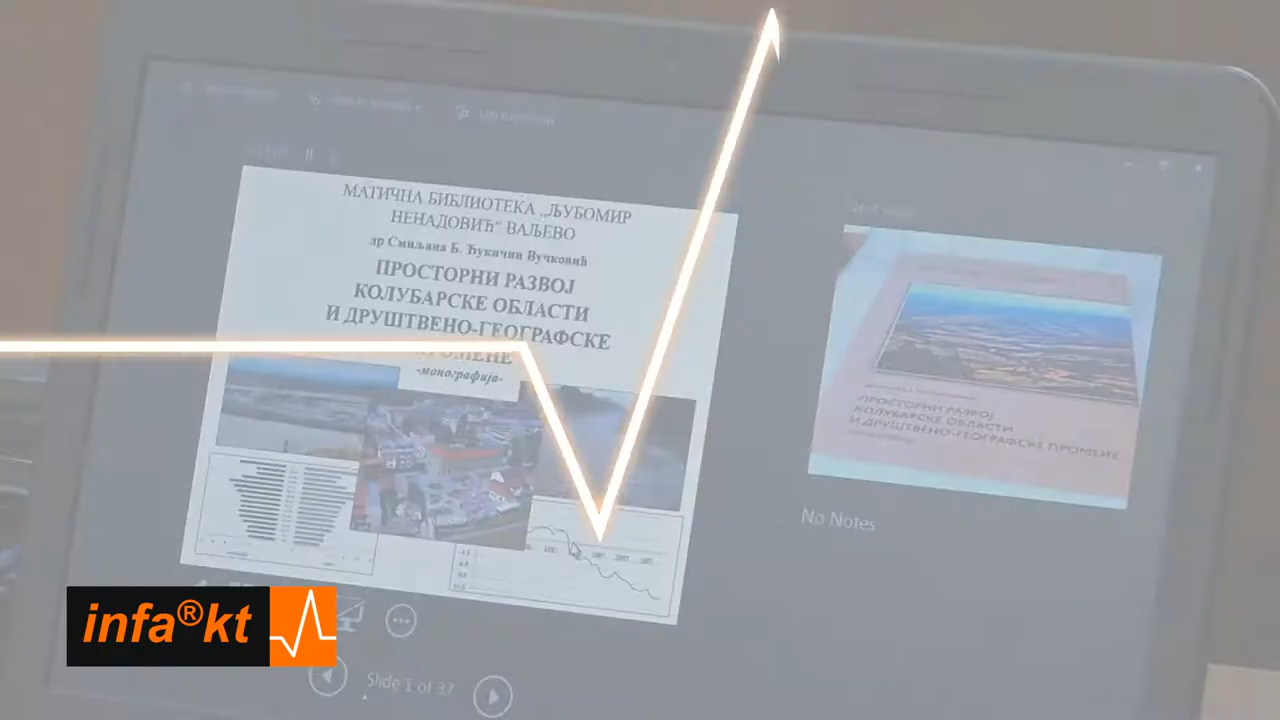 МАТИЧНА БИБЛИОТЕКА „ЉУБОМИР
НЕНАДОВИЋ“ ВАЉЕВО
др Смиљана Б. Ђукичин Вучковић
ПРОСТОРНИ РАЗВОЈ
КОЛУБАРСКЕ ОБЛАСТИ
И ДРУШТВЕНО-ГЕОГРАФСКЕ
ПРОМЕНЕ
-монографија-
ПРОСТОРНИ РАЗВОЈ
КОЛУБАРСКЕ ОБЛАСТИ
И ДРУШТВЕНО-ГЕОГРАФСКЕ ПРОМЕНЕ
No Notes
Slide 1 of 37
infa®kt